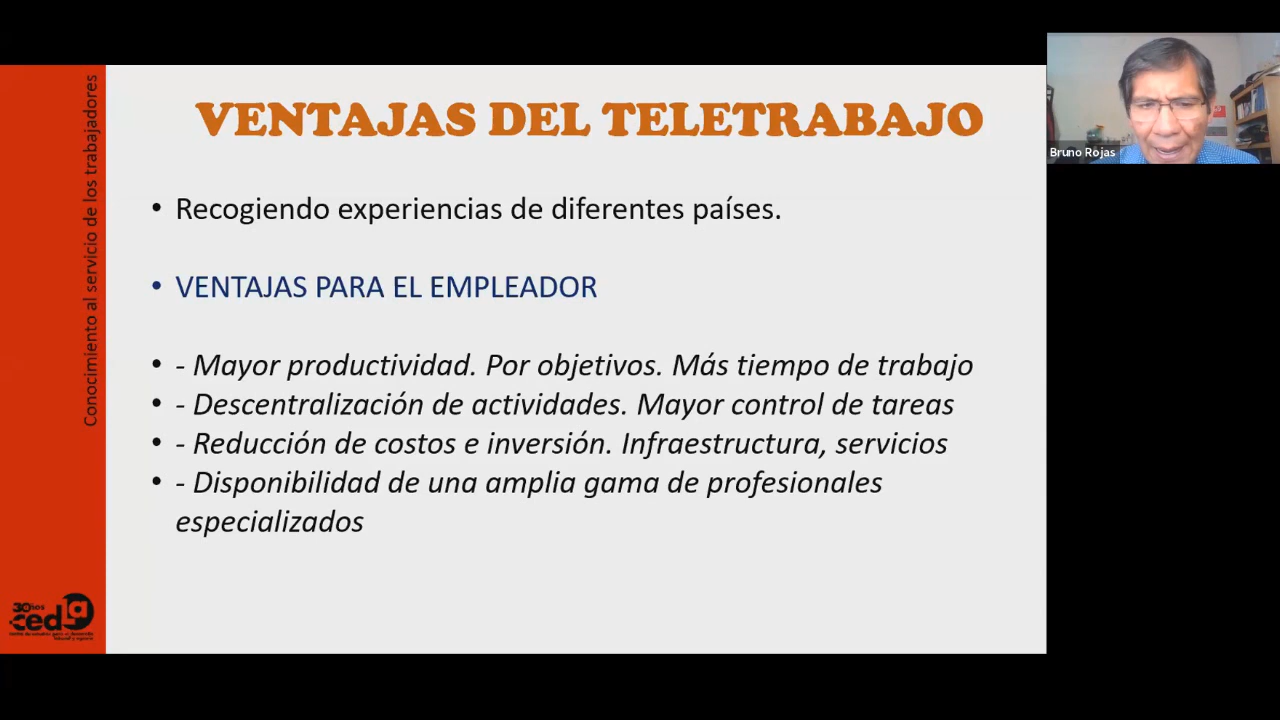 VENTAJAS DEL TELETRABAJO
• Recogiendo experiencias de diferentes países.
• VENTAJAS PARA EL EMPLEADOR
• - Mayor productividad. Por objetivos. Más tiempo de trabajo
• - Descentralización de actividades. Mayor control de tareas
• - Reducción de costos e inversión. Infraestructura, servicios
• - Disponibilidad de una amplia gama de profesionales
especializados
Conocimiento al servicio de los trabajadores
30años
cedla
Bruno Rojas